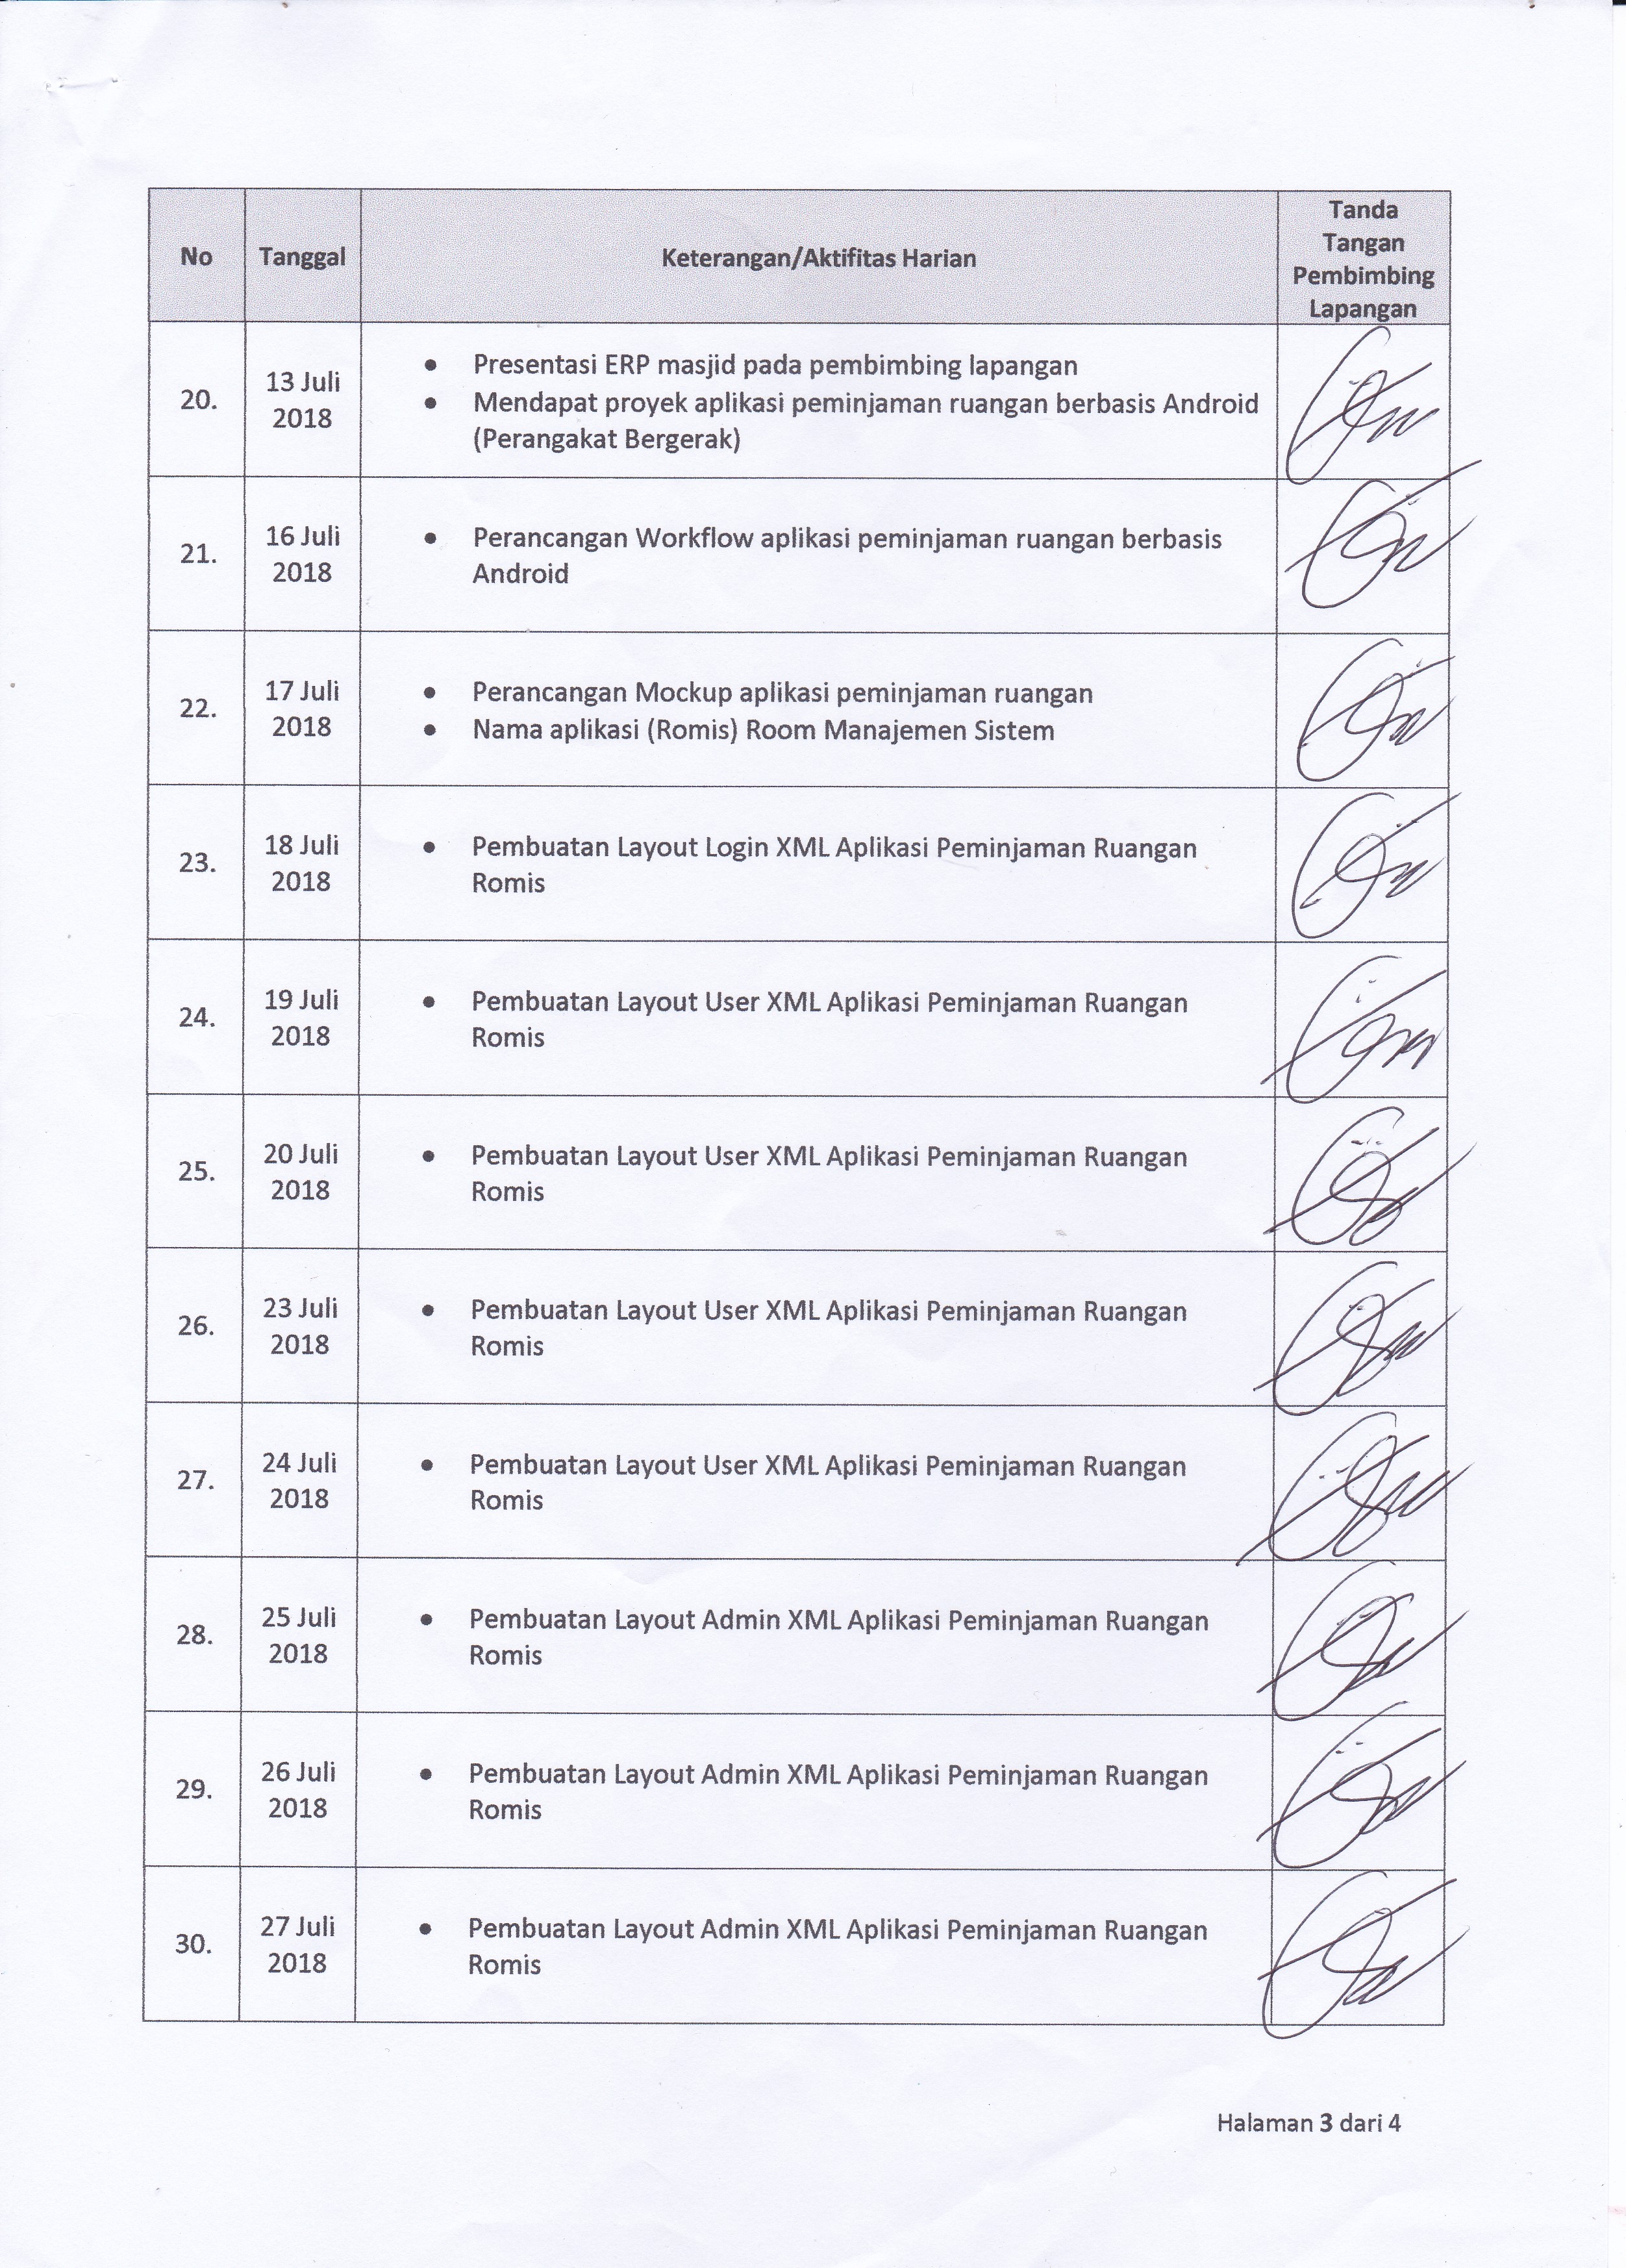 No
Tanggal
Keterangan/Aktifitas Harian
Tanda
Tangan
Pembimbing
Lapangan
20.
13 Juli
2018
• Presentasi ERP masjid pada pembimbing lapangan
• Mendapat proyek aplikasi peminjaman ruangan berbasis Android
(Perangakat Bergerak)
21.
16 Juli
2018
• Perancangan Workflow aplikasi peminjaman ruangan berbasis
Android
22.
17 Juli
2018
• Perancangan Mockup aplikasi peminjaman ruangan
• Nama aplikasi (Romis) Room Manajemen Sistem
23.
18 Juli
2018
• Pembuatan Layout Login XML Aplikasi Peminjaman Ruangan
Romis
24.
19 Juli
2018
• Pembuatan Layout User XML Aplikasi Peminjaman Ruangan
Romis
25.
20 Juli
2018
• Pembuatan Layout User XML Aplikasi Peminjaman Ruangan
Romis
26.
23 Juli
2018
• Pembuatan Layout User XML Aplikasi Peminjaman Ruangan
Romis
27.
24 Juli
2018
• Pembuatan Layout User XML Aplikasi Peminjaman Ruangan
Romis
28.
25 Juli
2018
• Pembuatan Layout Admin XML Aplikasi Peminjaman Ruangan
Romis
29.
26 Juli
2018
• Pembuatan Layout Admin XML Aplikasi Peminjaman Ruangan
Romis
30.
27 Juli
2018
• Pembuatan Layout Admin XML Aplikasi Peminjaman Ruangan
Romis
Halaman 3 dari 4